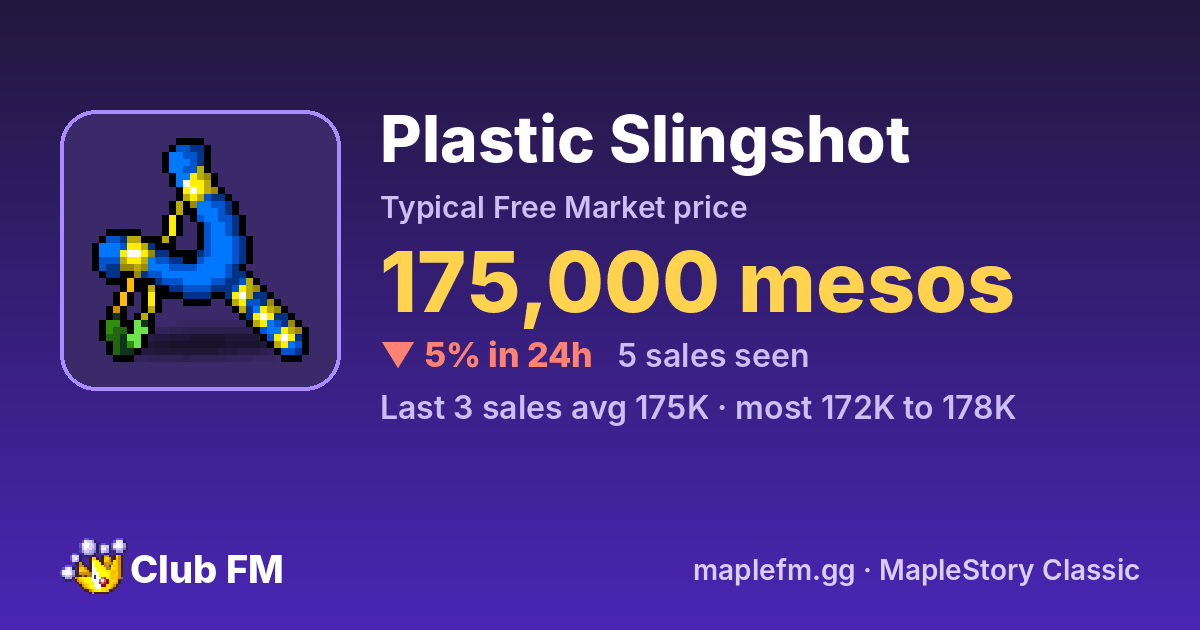 Plastic Slingshot
Typical Free Market price
175,000 mesos
▼ 5% in 24h 5 sales seen
Last 3 sales avg 175K · most 172K to 178K
Club FM
maplefm.gg · MapleStory Classic